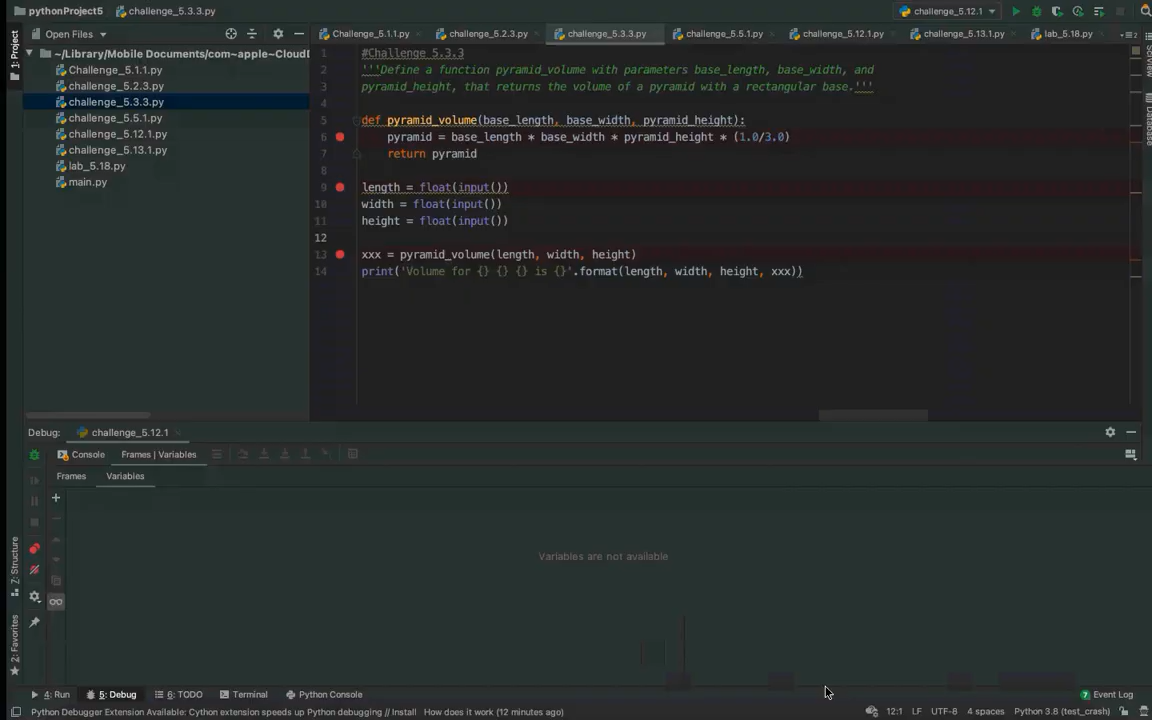 pythonProject5 challenge_5.3.3.py challenge_5.12.1
1: Project
Open Files
Challenge_5.1.1.py challenge_5.2.3.py challenge_5.3.3.py challenge_5.5.1.py challenge_5.12.1.py challenge_5.13.1.py lab_5.18.py
~/Library/Mobile Documents/com~apple~CloudD
Challenge_5.1.1.py
challenge_5.2.3.py
challenge_5.3.3.py
challenge_5.5.1.py
challenge_5.12.1.py
challenge_5.13.1.py
lab_5.18.py
main.py
1 #Challenge 5.3.3
2 '''Define a function pyramid_volume with parameters base_length, base_width, and
3 pyramid_height, that returns the volume of a pyramid with a rectangular base.'''
4
5 def pyramid_volume(base_length, base_width, pyramid_height):
6 pyramid = base_length * base_width * pyramid_height * (1.0/3.0)
7 return pyramid
8
9 length = float(input())
10 width = float(input())
11 height = float(input())
12
13 xxx = pyramid_volume(length, width, height)
14 print('Volume for {} {} {} is {}'.format(length, width, height, xxx))
SciView
Database
Debug: challenge_5.12.1
Console Frames | Variables
Frames Variables
Variables are not available
7: Structure
2: Favorites
4: Run 5: Debug 6: TODO Terminal Python Console 7 Event Log
Python Debugger Extension Available: Cython extension speeds up Python debugging // Install How does it work (12 minutes ago) 12:1 LF UTF-8 4 spaces Python 3.8 (test_crash)